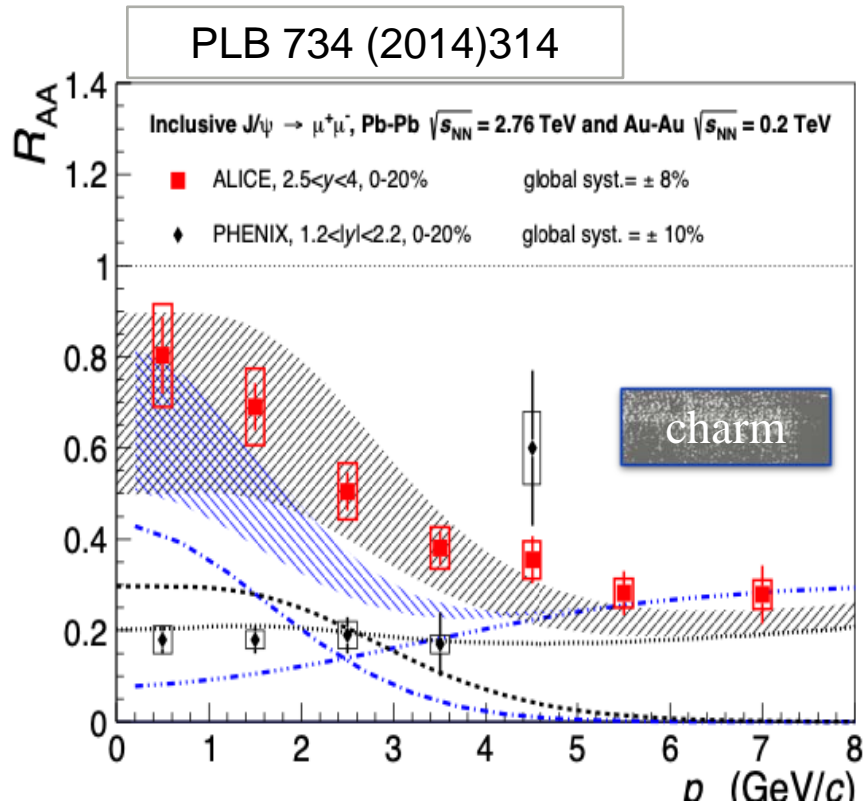 PLB 734 (2014)314
R_AA
1.4
Inclusive J/ψ → μ⁺μ⁻, Pb-Pb √s_NN = 2.76 TeV and Au-Au √s_NN = 0.2 TeV
1.2
ALICE, 2.5<y<4, 0-20% global syst.= ± 8%
PHENIX, 1.2<|y|<2.2, 0-20% global syst. = ± 10%
1
0.8
charm
0.6
0.4
0.2
0
0 1 2 3 4 5 6 7 8
p (GeV/c)